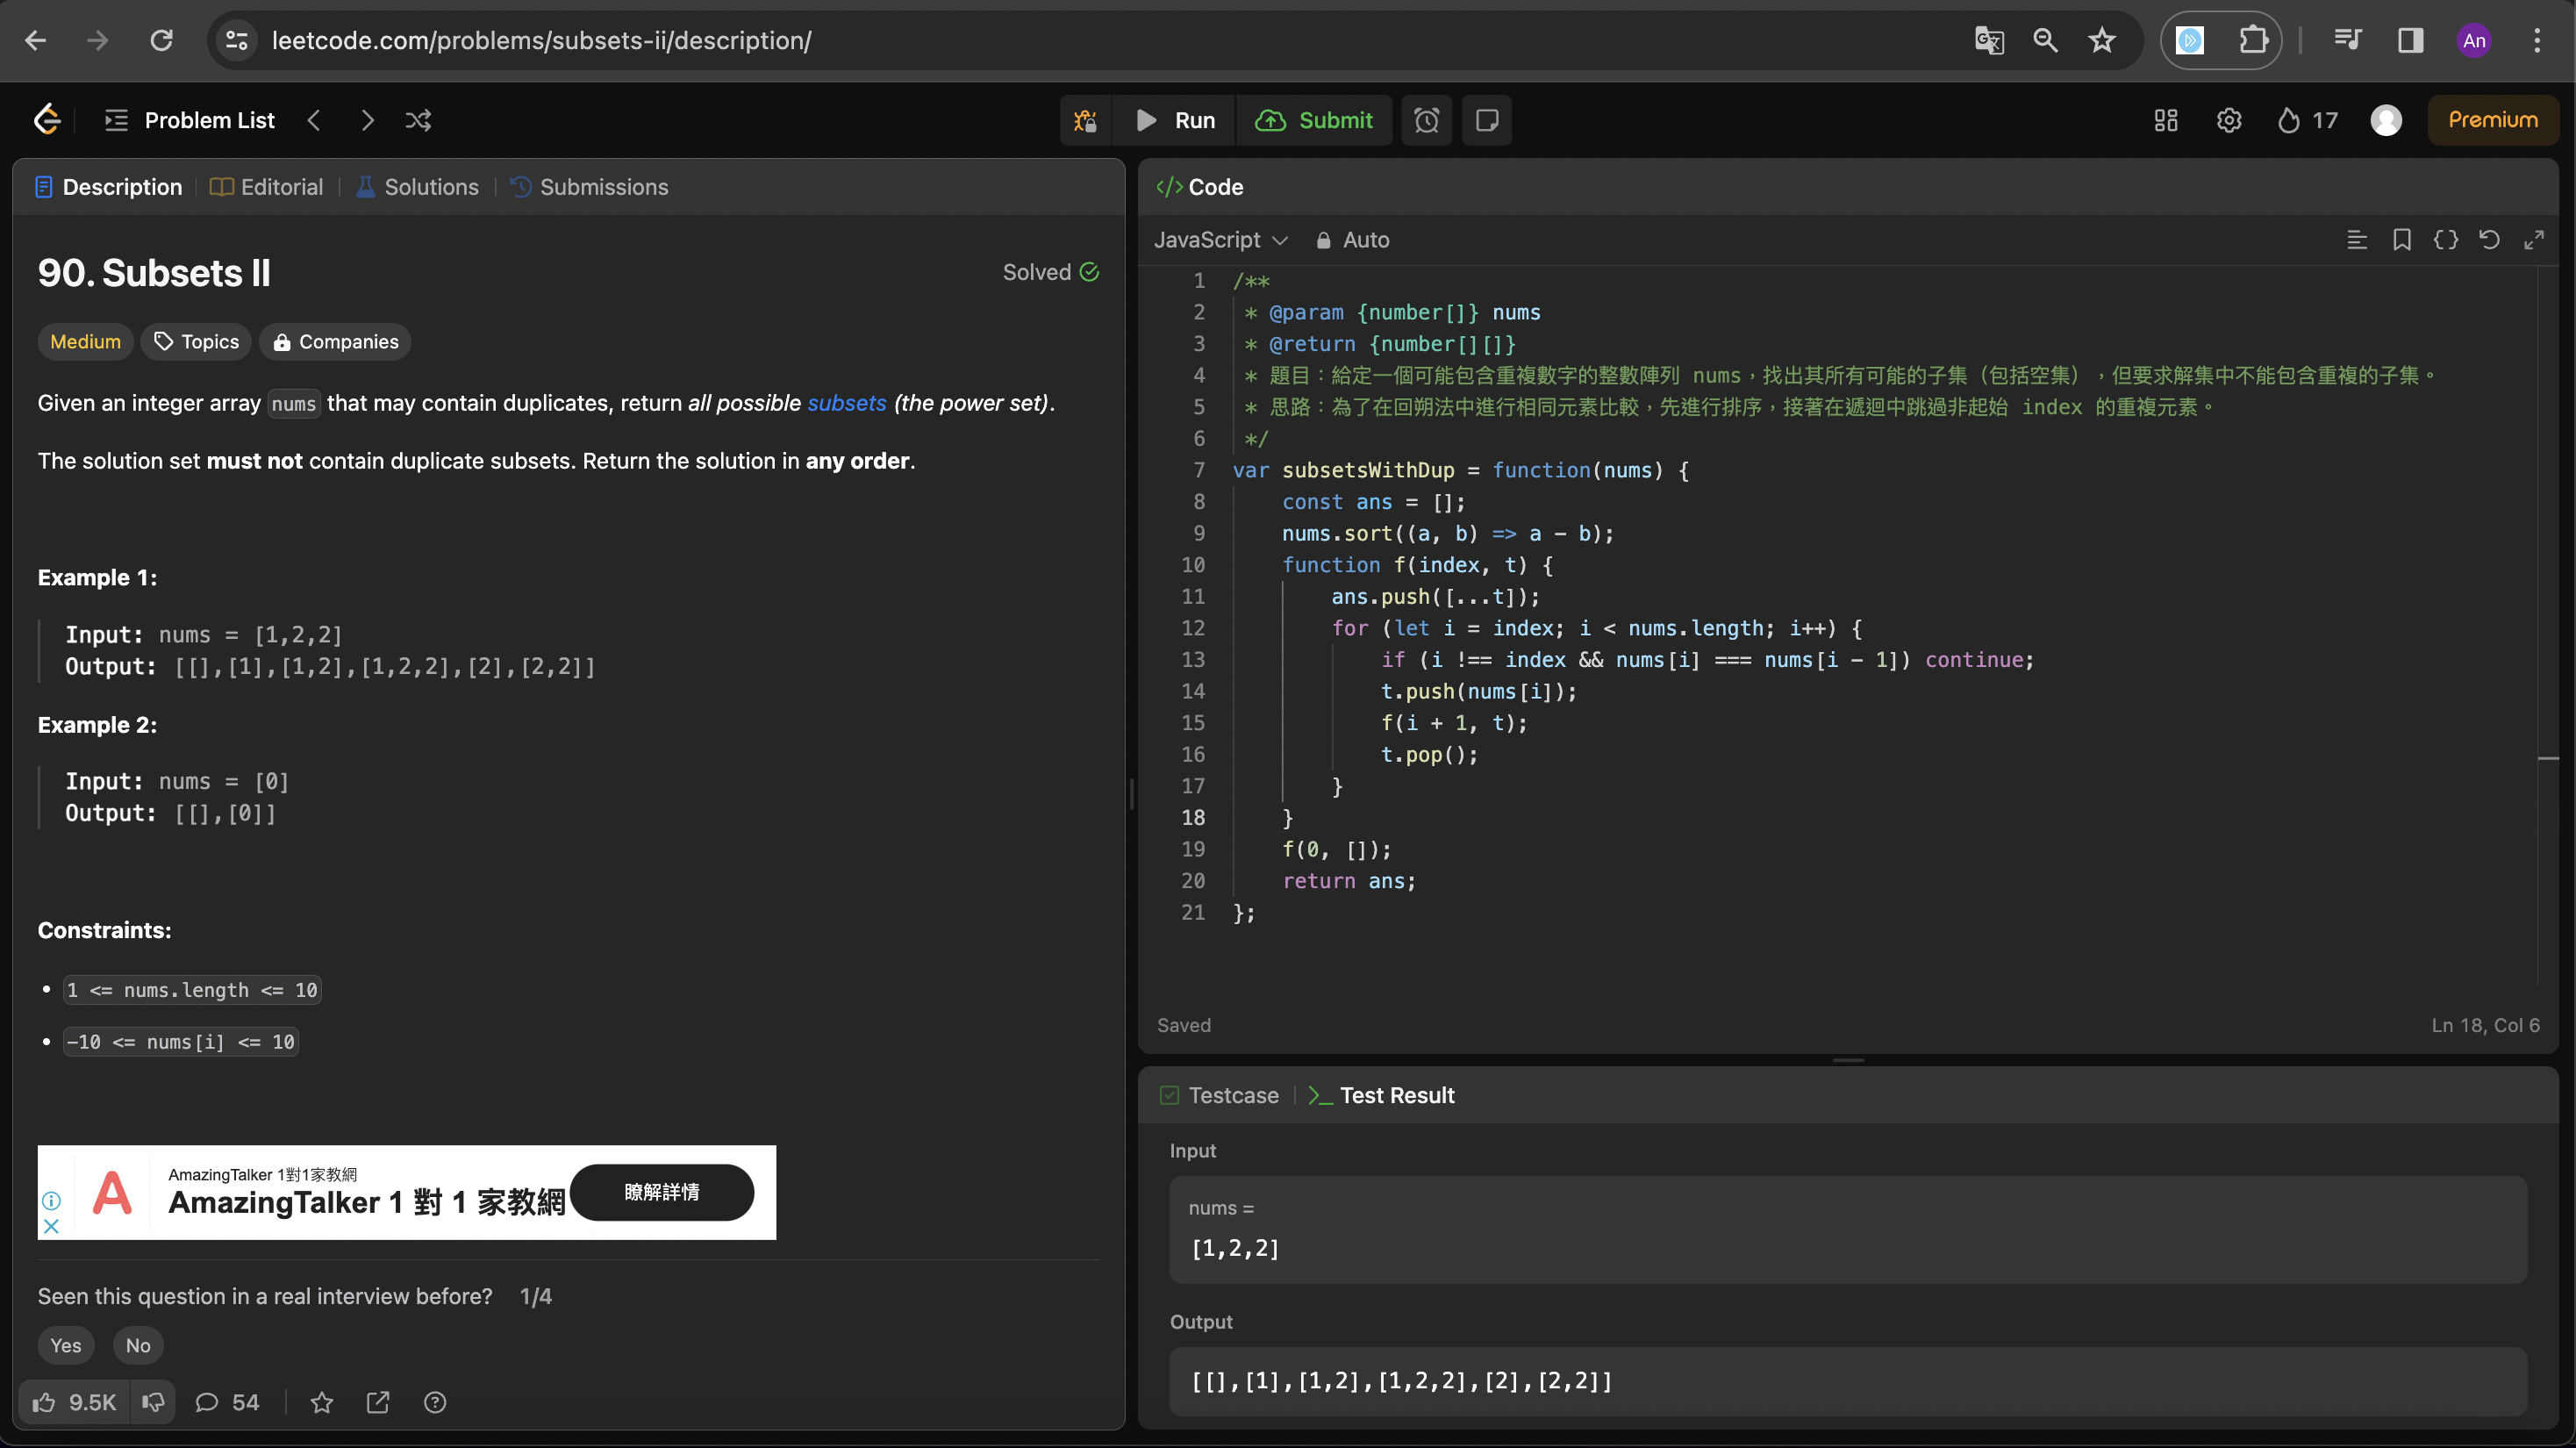 leetcode.com/problems/subsets-ii/description/
An
Problem List
Run
Submit
17
Premium
Description
Editorial
Solutions
Submissions
90. Subsets II
Solved
Medium
Topics
Companies
Given an integer array nums that may contain duplicates, return all possible subsets (the power set).
The solution set must not contain duplicate subsets. Return the solution in any order.
Example 1:
Input: nums = [1,2,2]
Output: [[],[1],[1,2],[1,2,2],[2],[2,2]]
Example 2:
Input: nums = [0]
Output: [[],[0]]
Constraints:
• 1 <= nums.length <= 10
• -10 <= nums[i] <= 10
AmazingTalker 1對1家教網
AmazingTalker 1 對 1 家教網
瞭解詳情
Seen this question in a real interview before? 1/4
Yes
No
9.5K
54
</> Code
JavaScript
Auto
1 /**
2 * @param {number[]} nums
3 * @return {number[][]}
4 * 題目：給定一個可能包含重複數字的整數陣列 nums，找出其所有可能的子集（包括空集），但要求解集中不能包含重複的子集。
5 * 思路：為了在回朔法中進行相同元素比較，先進行排序，接著在遞迴中跳過非起始 index 的重複元素。
6 */
7 var subsetsWithDup = function(nums) {
8 const ans = [];
9 nums.sort((a, b) => a - b);
10 function f(index, t) {
11 ans.push([...t]);
12 for (let i = index; i < nums.length; i++) {
13 if (i !== index && nums[i] === nums[i - 1]) continue;
14 t.push(nums[i]);
15 f(i + 1, t);
16 t.pop();
17 }
18 }
19 f(0, []);
20 return ans;
21 };
Saved
Ln 18, Col 6
Testcase
>_ Test Result
Input
nums =
[1,2,2]
Output
[[],[1],[1,2],[1,2,2],[2],[2,2]]